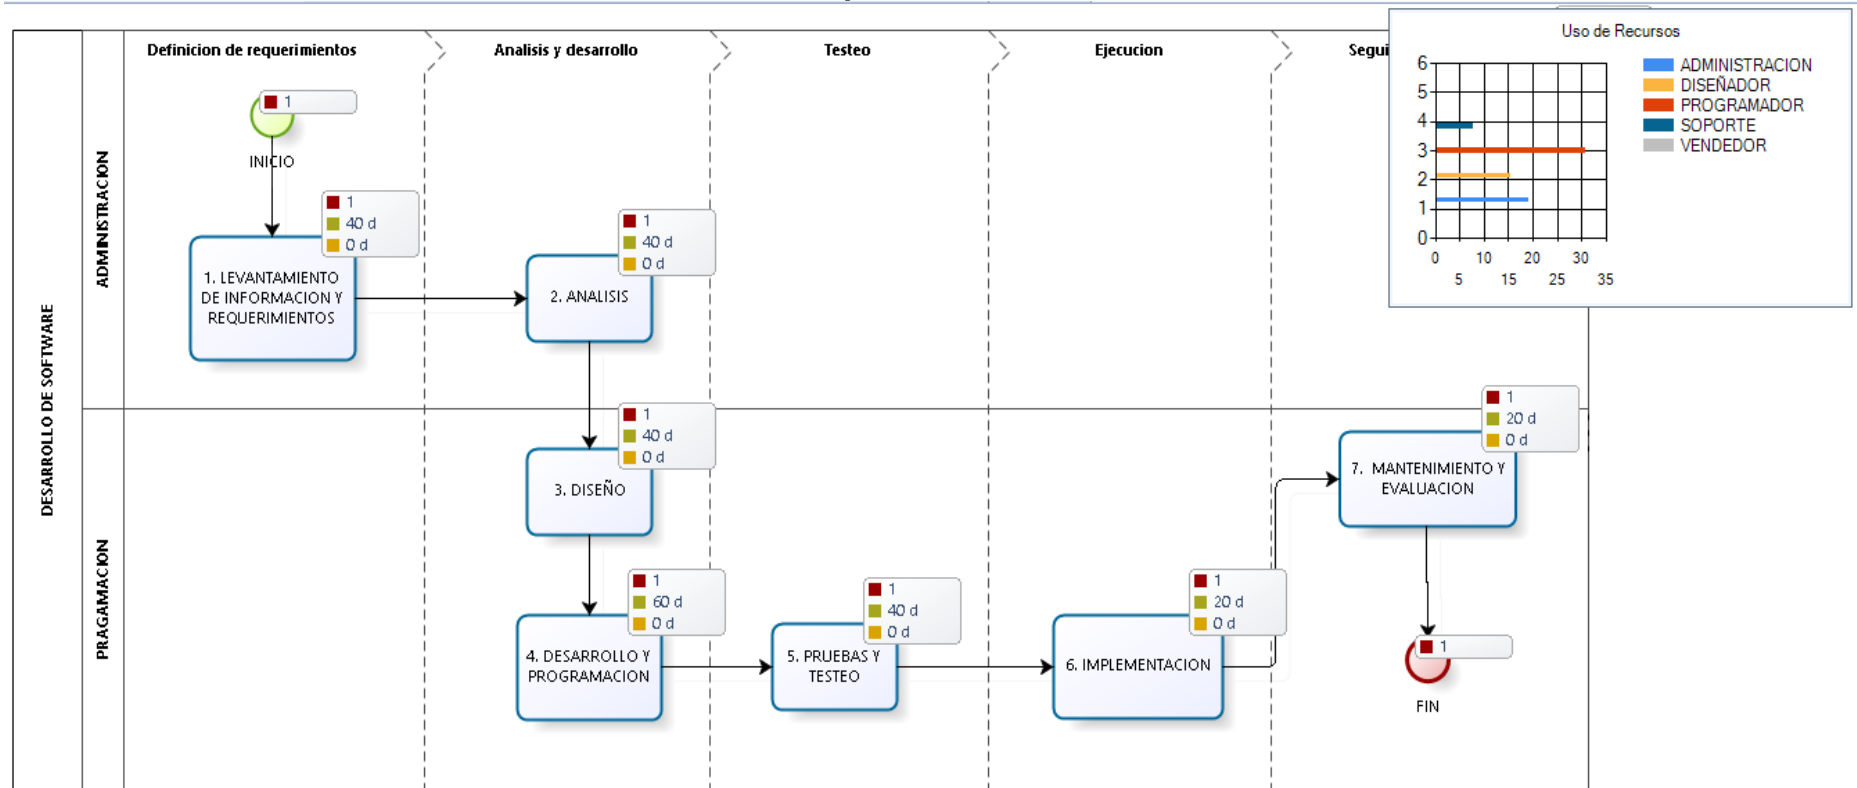 Definicion de requerimientos
Analisis y desarrollo
Testeo
Ejecucion
Segui
Uso de Recursos
6
5
4
3
2
1
0
0
10
20
30
5
15
25
35
ADMINISTRACION
DISEÑADOR
PROGRAMADOR
SOPORTE
VENDEDOR
DESARROLLO DE SOFTWARE
ADMINISTRACION
1
INICIO
1
40 d
0 d
1. LEVANTAMIENTO
DE INFORMACION Y
REQUERIMIENTOS
1
40 d
0 d
2. ANALISIS
PRAGAMACION
1
40 d
0 d
3. DISEÑO
1
60 d
0 d
4. DESARROLLO Y
PROGRAMACION
1
40 d
0 d
5. PRUEBAS Y
TESTEO
1
20 d
0 d
6. IMPLEMENTACION
1
20 d
0 d
7. MANTENIMIENTO Y
EVALUACION
1
FIN